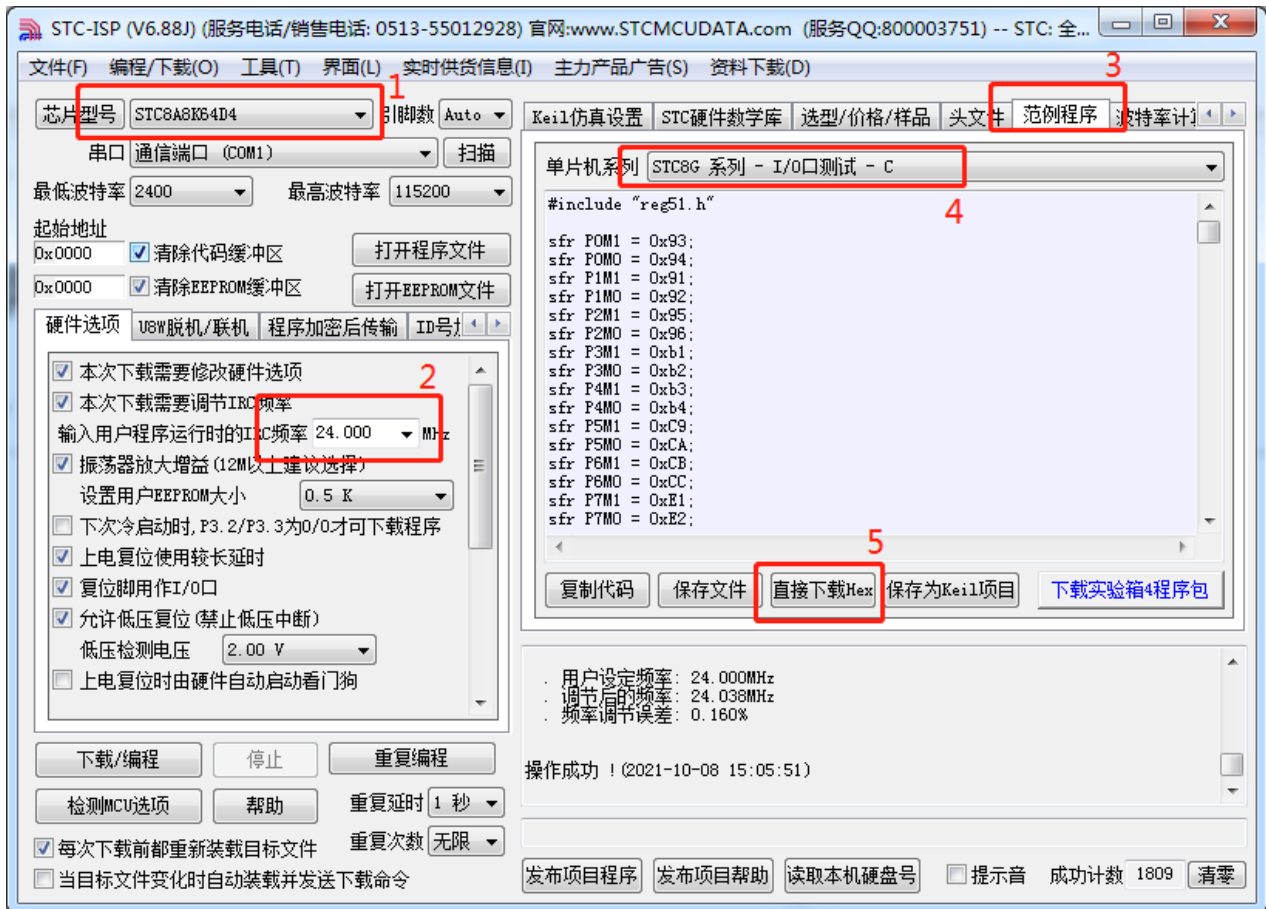 STC-ISP (V6.88J) (服务电话/销售电话: 0513-55012928) 官网:www.STCMCUDATA.com (服务QQ:800003751) -- STC: 全...
文件(F) 编程/下载(O) 工具(T) 界面(L) 实时供货信息(I) 主力产品广告(S) 资料下载(D)
1
3
芯片型号 STC8A8K64D4 引脚数 Auto
串口 通信端口 (COM1) 扫描
最低波特率 2400 最高波特率 115200
起始地址
0x0000 清除代码缓冲区 打开程序文件
0x0000 清除EEPROM缓冲区 打开EEPROM文件
硬件选项 U8W脱机/联机 程序加密后传输 ID号
本次下载需要修改硬件选项
2
本次下载需要调节IRC频率
输入用户程序运行时的IRC频率 24.000 MHz
振荡器放大增益(12M以上建议选择)
设置用户EEPROM大小 0.5 K
下次冷启动时,P3.2/P3.3为0/0才可下载程序
上电复位使用较长延时
复位脚用作I/O口
允许低压复位(禁止低压中断)
低压检测电压 2.00 V
上电复位时由硬件自动启动看门狗
下载/编程 停止 重复编程
检测MCU选项 帮助 重复延时 1 秒
重复次数 无限
每次下载前都重新装载目标文件
当目标文件变化时自动装载并发送下载命令
Keil仿真设置 STC硬件数学库 选型/价格/样品 头文件 范例程序 波特率计
单片机系列 STC8G 系列 - I/O口测试 - C
4
#include "reg51.h"
sfr P0M1 = 0x93;
sfr P0M0 = 0x94;
sfr P1M1 = 0x91;
sfr P1M0 = 0x92;
sfr P2M1 = 0x95;
sfr P2M0 = 0x96;
sfr P3M1 = 0xb1;
sfr P3M0 = 0xb2;
sfr P4M1 = 0xb3;
sfr P4M0 = 0xb4;
sfr P5M1 = 0xC9;
sfr P5M0 = 0xCA;
sfr P6M1 = 0xCB;
sfr P6M0 = 0xCC;
sfr P7M1 = 0xE1;
sfr P7M0 = 0xE2;
5
复制代码 保存文件 直接下载Hex 保存为Keil项目 下载实验箱4程序包
. 用户设定频率: 24.000MHz
. 调节后的频率: 24.038MHz
. 频率调节误差: 0.160%
操作成功 !(2021-10-08 15:05:51)
发布项目程序 发布项目帮助 读取本机硬盘号 提示音 成功计数 1809 清零